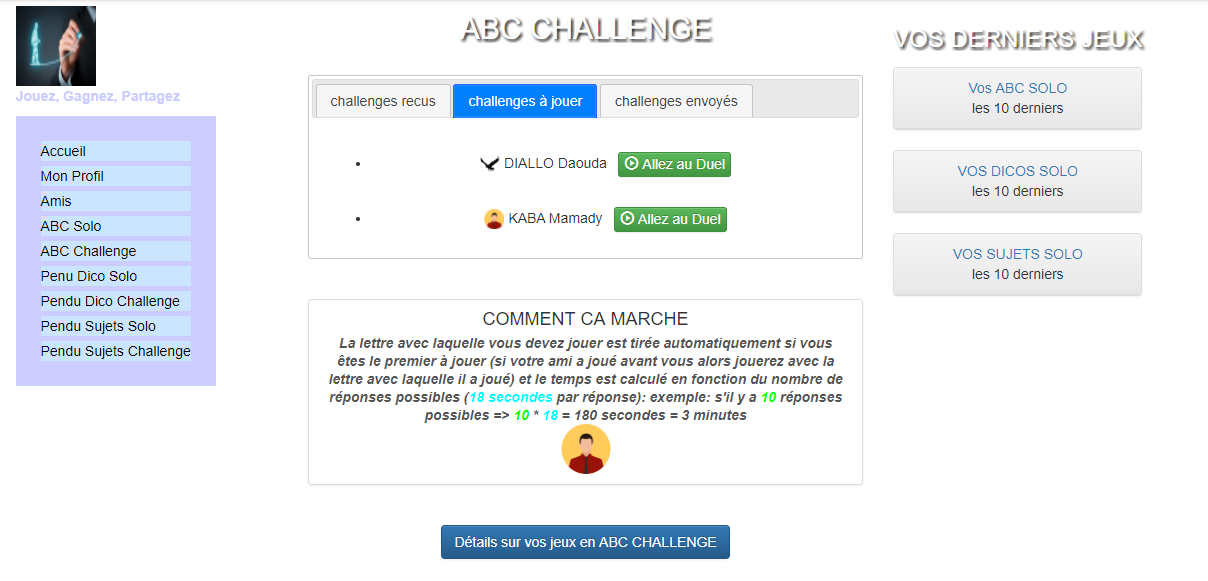 Jouez, Gagnez, Partagez
Accueil
Mon Profil
Amis
ABC Solo
ABC Challenge
Penu Dico Solo
Pendu Dico Challenge
Pendu Sujets Solo
Pendu Sujets Challenge
ABC CHALLENGE
challenges recus
challenges à jouer
challenges envoyés
DIALLO Daouda Allez au Duel
KABA Mamady Allez au Duel
COMMENT CA MARCHE
La lettre avec laquelle vous devez jouer est tirée automatiquement si vous
êtes le premier à jouer (si votre ami a joué avant vous alors jouerez avec la
lettre avec laquelle il a joué) et le temps est calculé en fonction du nombre de
réponses possibles (18 secondes par réponse): exemple: s'il y a 10 réponses
possibles => 10 * 18 = 180 secondes = 3 minutes
Détails sur vos jeux en ABC CHALLENGE
VOS DERNIERS JEUX
Vos ABC SOLO
les 10 derniers
VOS DICOS SOLO
les 10 derniers
VOS SUJETS SOLO
les 10 derniers